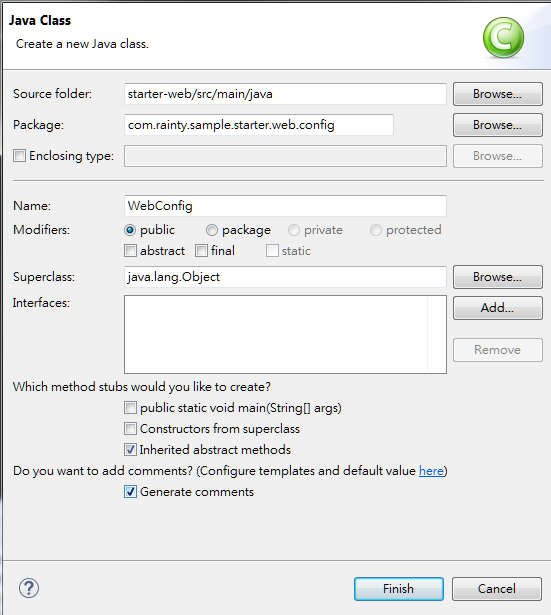 Java Class
Create a new Java class.
Source folder: starter-web/src/main/java Browse...
Package: com.rainty.sample.starter.web.config Browse...
Enclosing type: Browse...
Name: WebConfig
Modifiers: public package private protected
abstract final static
Superclass: java.lang.Object Browse...
Interfaces: Add...
Remove
Which method stubs would you like to create?
public static void main(String[] args)
Constructors from superclass
Inherited abstract methods
Do you want to add comments? (Configure templates and default value here)
Generate comments
? Finish Cancel